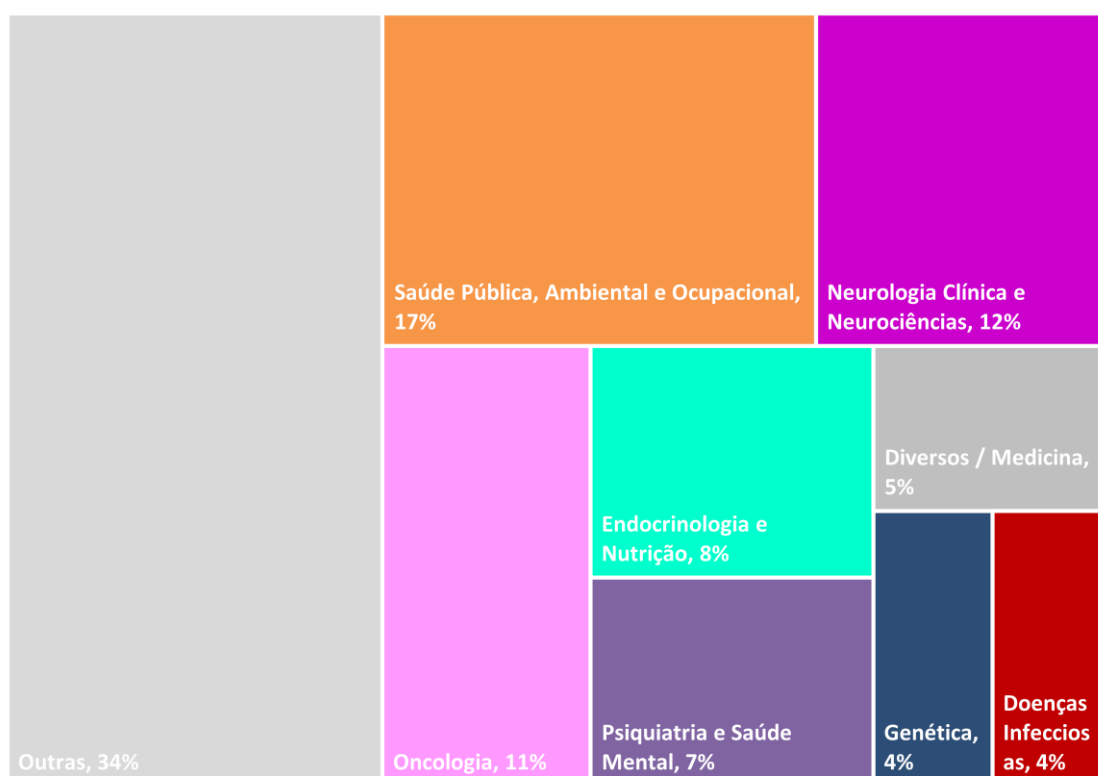 Outras, 34%
Saúde Pública, Ambiental e Ocupacional,
17%
Neurologia Clínica e
Neurociências, 12%
Oncologia, 11%
Endocrinologia e
Nutrição, 8%
Psiquiatria e Saúde
Mental, 7%
Diversos / Medicina,
5%
Genética,
4%
Doenças
Infeccios
as, 4%